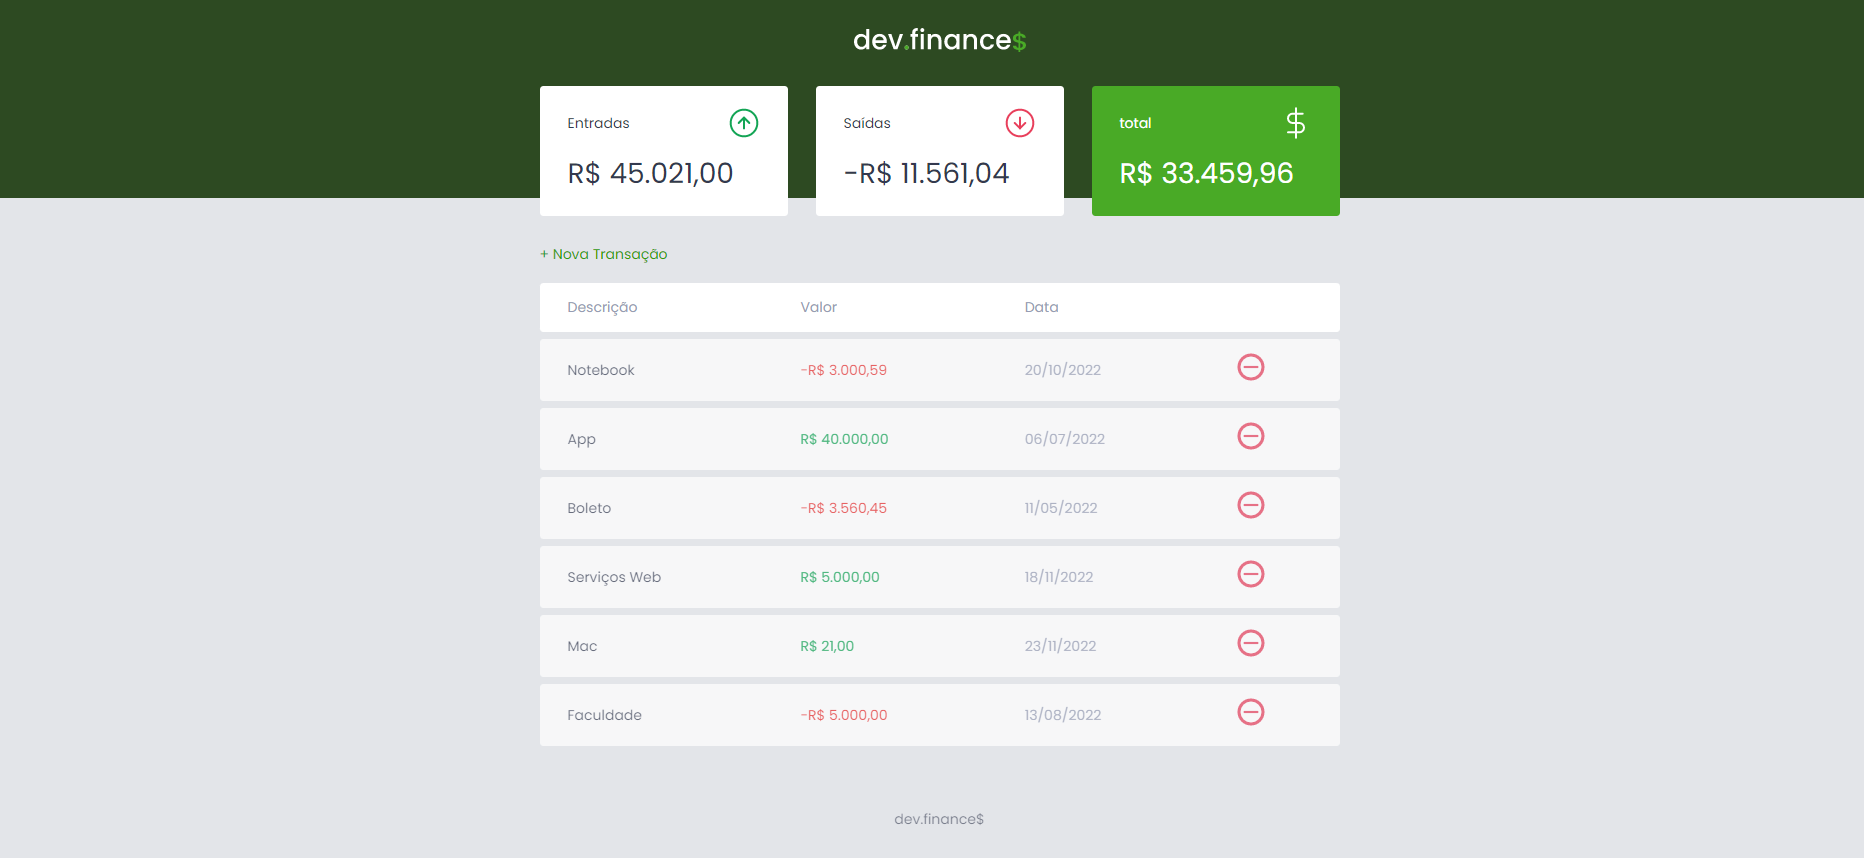 dev.finance$
Entradas
R$ 45.021,00
Saídas
-R$ 11.561,04
total
$
R$ 33.459,96
+ Nova Transação
Descrição Valor Data
Notebook -R$ 3.000,59 20/10/2022
App R$ 40.000,00 06/07/2022
Boleto -R$ 3.560,45 11/05/2022
Serviços Web R$ 5.000,00 18/11/2022
Mac R$ 21,00 23/11/2022
Faculdade -R$ 5.000,00 13/08/2022
dev.finance$